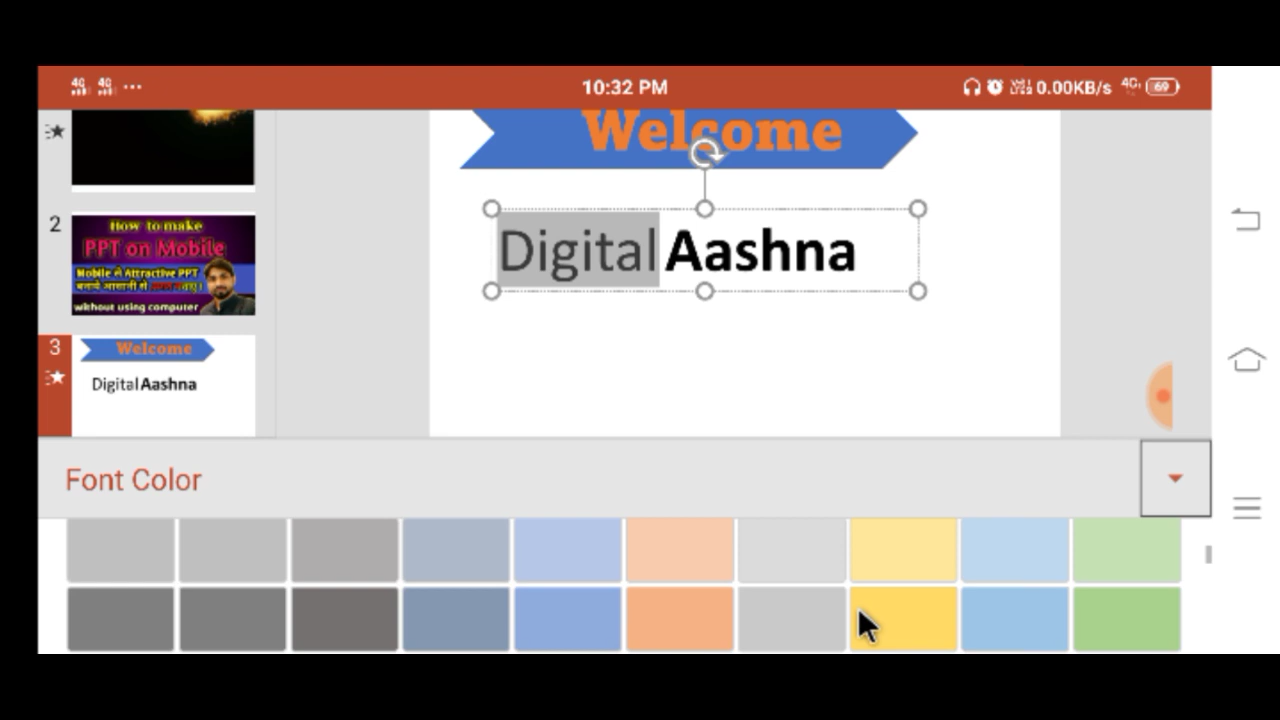 10:32 PM
0.00KB/s 4G 69
Welcome
Digital Aashna
2
How to make
PPT on Mobile
Mobile से Attractive PPT
without using computer
3
Welcome
Digital Aashna
Font Color